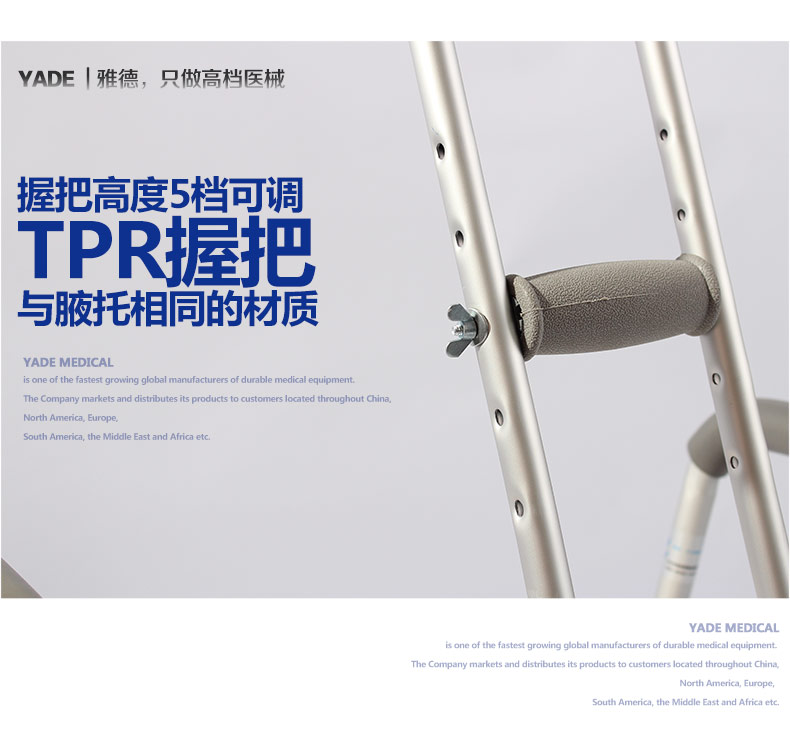 YADE | 雅德，只做高档医械
握把高度5档可调
TPR握把
与腋托相同的材质
YADE MEDICAL
is one of the fastest growing global manufacturers of durable medical equipment.
The Company markets and distributes its products to customers located throughout China,
North America, Europe,
South America, the Middle East and Africa etc.
YADE MEDICAL
is one of the fastest growing global manufacturers of durable medical equipment.
The Company markets and distributes its products to customers located throughout China,
North America, Europe,
South America, the Middle East and Africa etc.